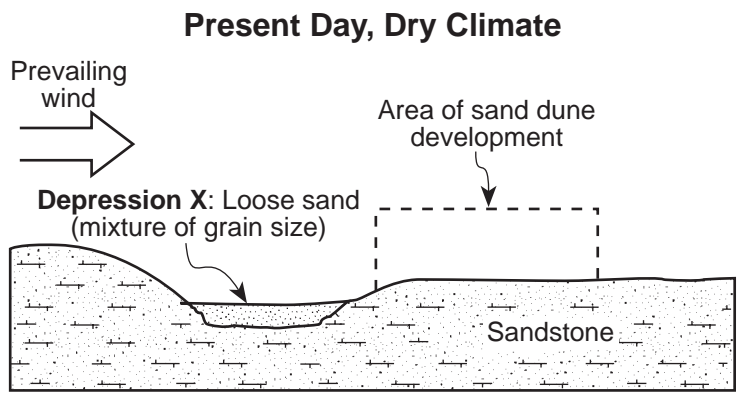 Present Day, Dry Climate
Prevailing
wind
Area of sand dune
development
Depression X: Loose sand
(mixture of grain size)
Sandstone